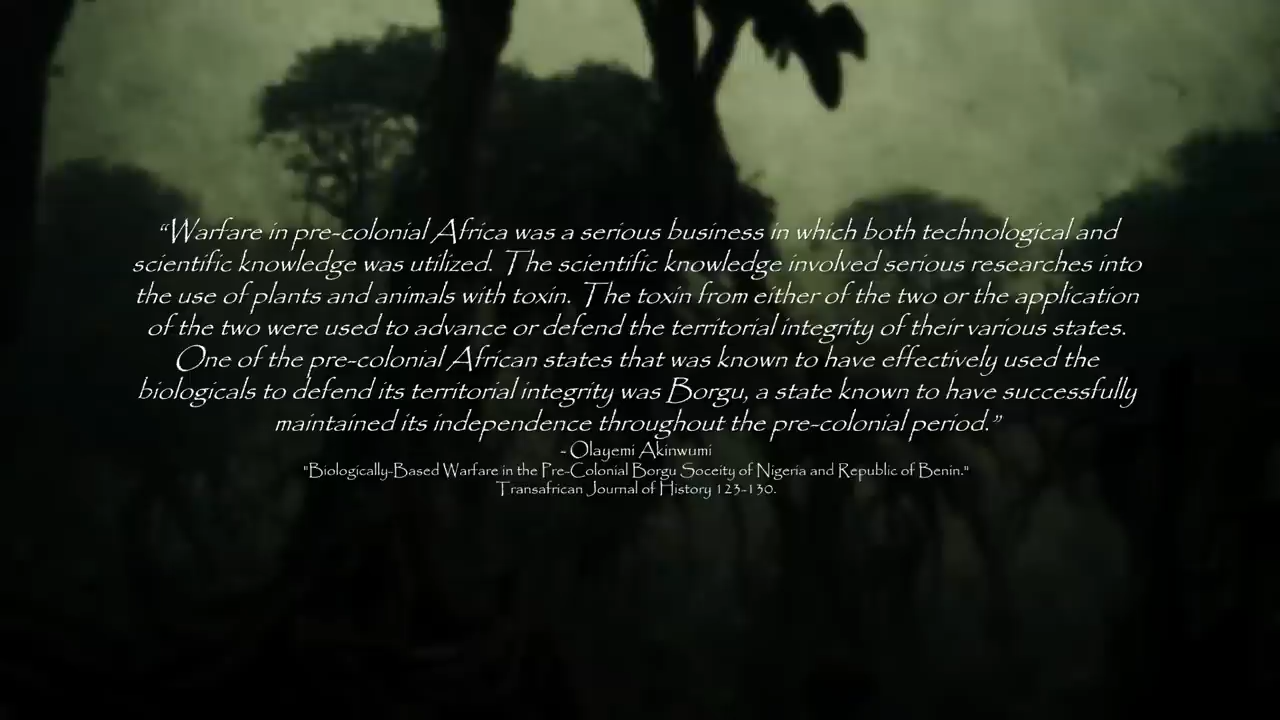 “Warfare in pre-colonial Africa was a serious business in which both technological and
scientific knowledge was utilized. The scientific knowledge involved serious researches into
the use of plants and animals with toxin. The toxin from either of the two or the application
of the two were used to advance or defend the territorial integrity of their various states.
One of the pre-colonial African states that was known to have effectively used the
biologicals to defend its territorial integrity was Borgu, a state known to have successfully
maintained its independence throughout the pre-colonial period.”
- Olayemi Akinwumi
"Biologically-Based Warfare in the Pre-Colonial Borgu Soceity of Nigeria and Republic of Benin."
Transafrican Journal of History 123-130.